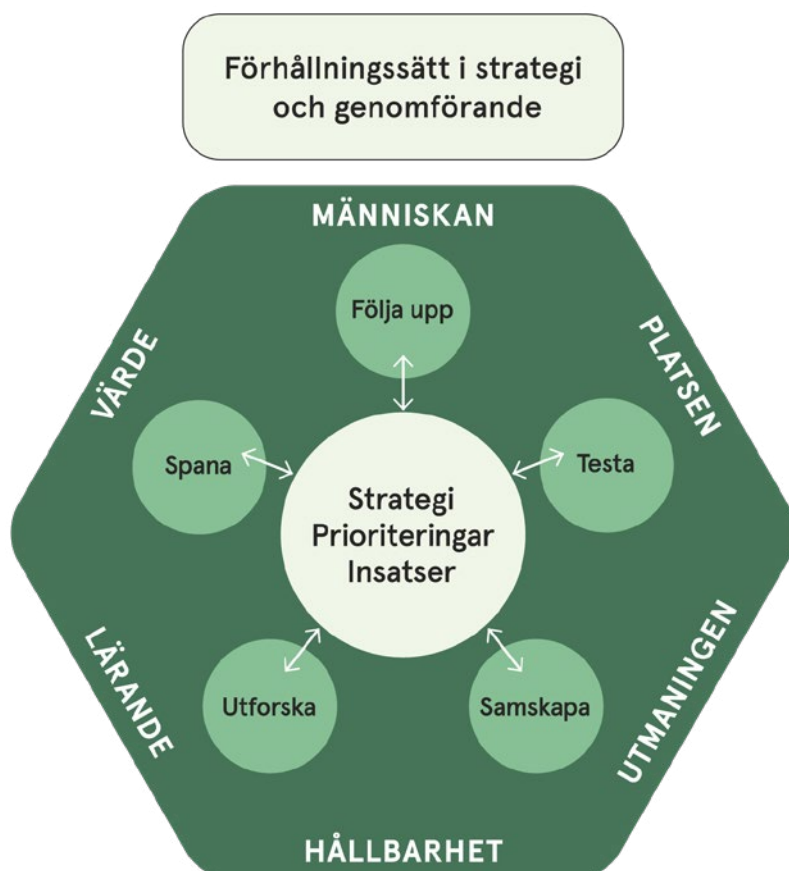 Förhållningssätt i strategi
och genomförande
MÄNNISKAN
Följa upp
VÄRDE
PLATSEN
Spana
Testa
Strategi
Prioriteringar
Insatser
LÄRANDE
UTMANINGEN
Utforska
Samskapa
HÅLLBARHET